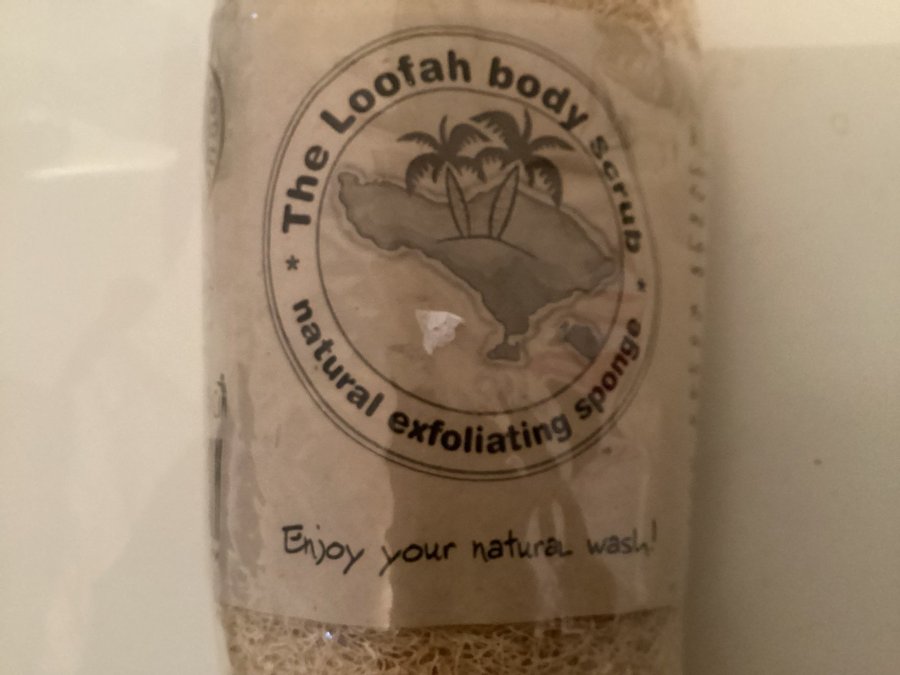 The Loofah body scrub
* natural exfoliating sponge *
Enjoy your natural wash!